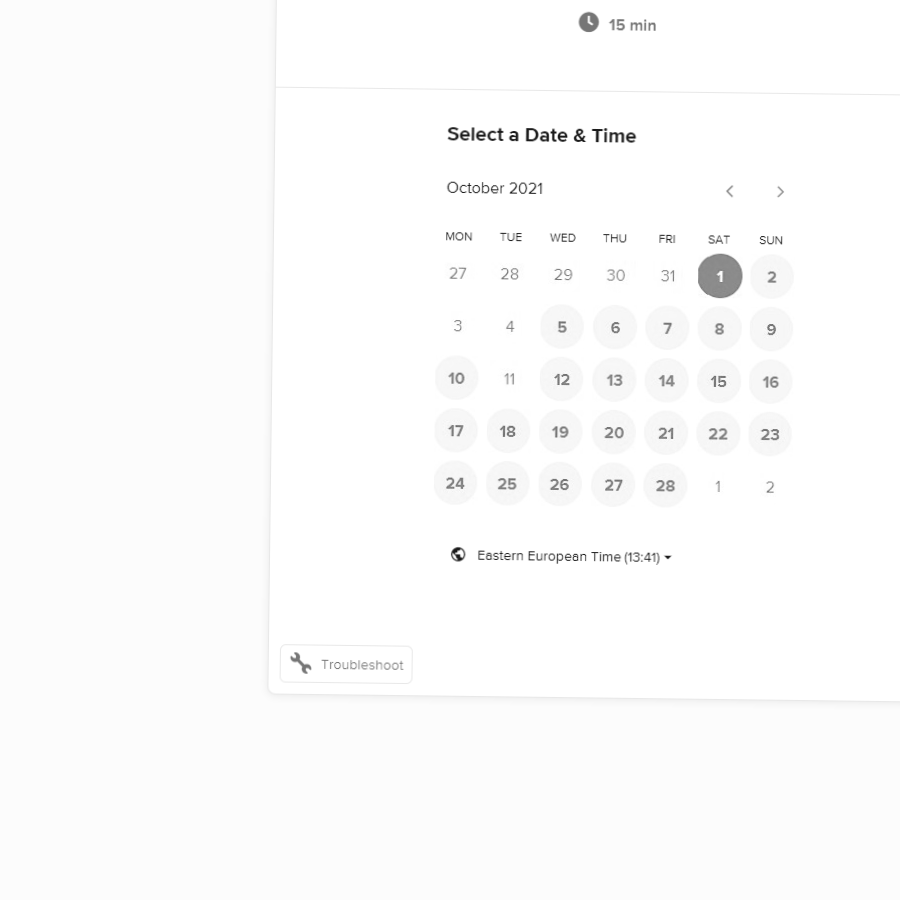 15 min
Select a Date & Time
October 2021
MON TUE WED THU FRI SAT SUN
27 28 29 30 31 1 2
3 4 5 6 7 8 9
10 11 12 13 14 15 16
17 18 19 20 21 22 23
24 25 26 27 28 1 2
Eastern European Time (13:41)
Troubleshoot